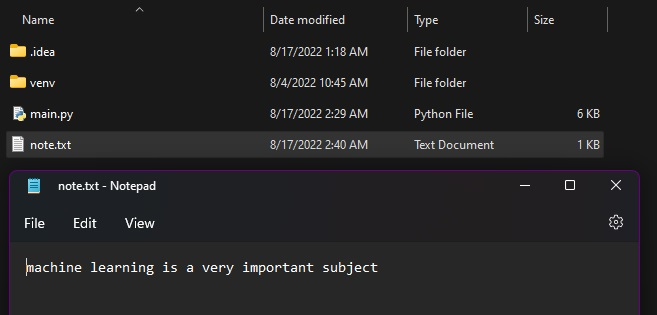 Name Date modified Type Size
.idea 8/17/2022 1:18 AM File folder
venv 8/4/2022 10:45 AM File folder
main.py 8/17/2022 2:29 AM Python File 6 KB
note.txt 8/17/2022 2:40 AM Text Document 1 KB
note.txt - Notepad
File Edit View
machine learning is a very important subject